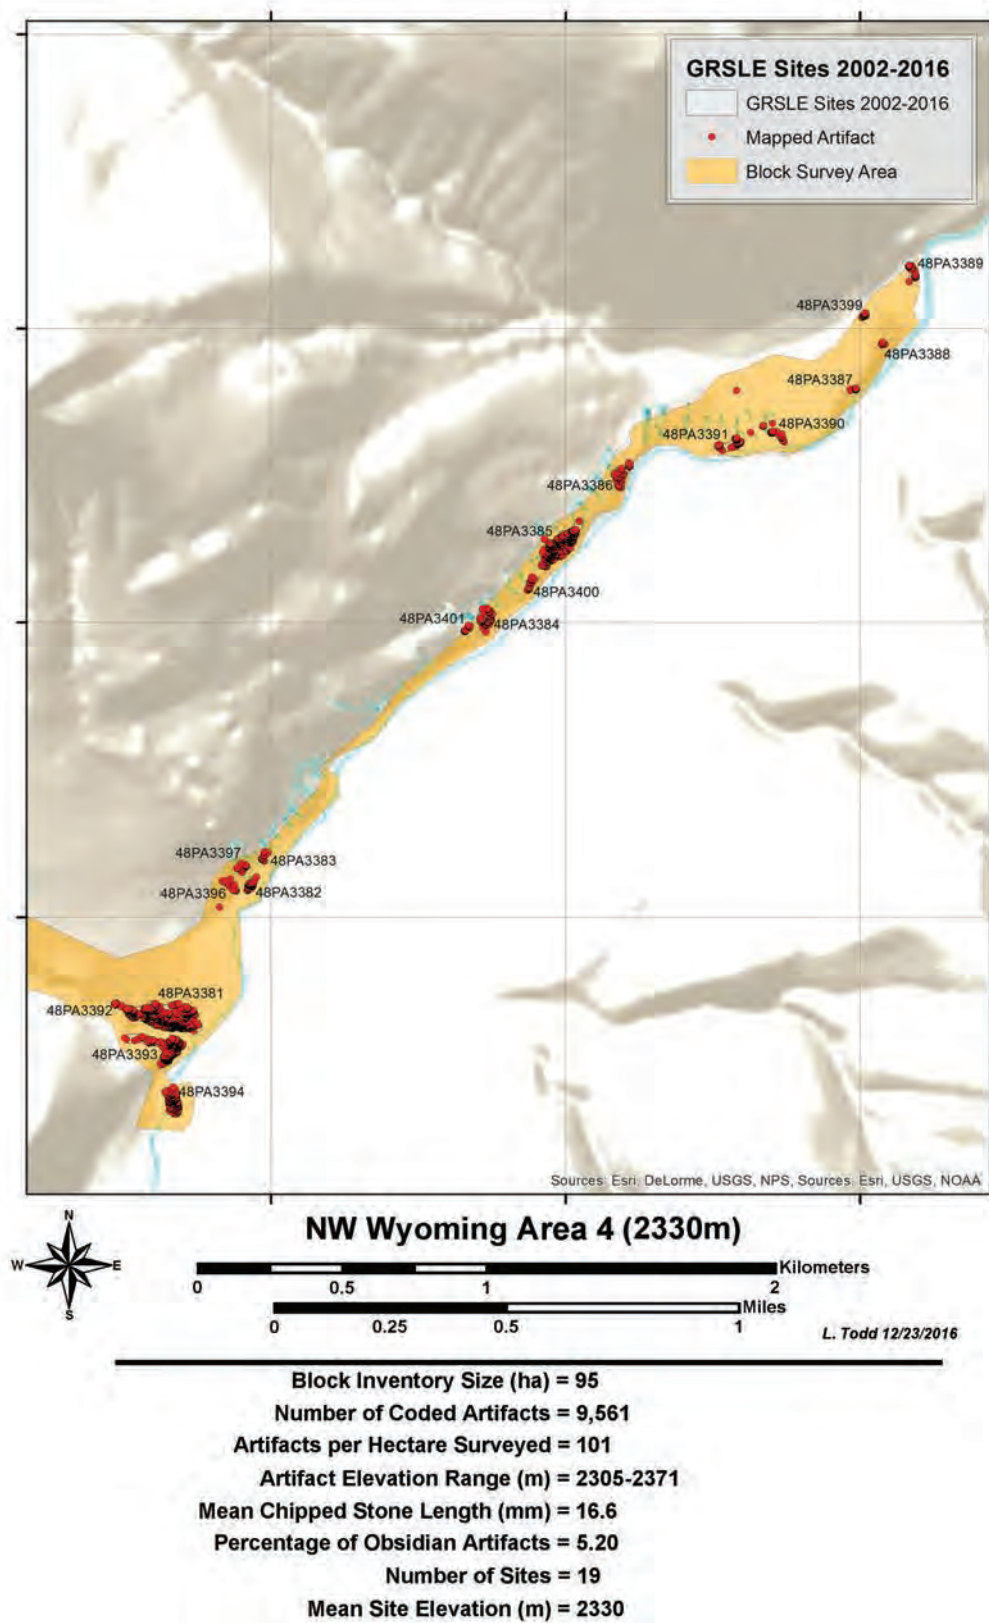 GRSLE Sites 2002-2016
GRSLE Sites 2002-2016
Mapped Artifact
Block Survey Area
48PA3389
48PA3399
48PA3388
48PA3387
48PA3390
48PA3391
48PA3386
48PA3385
48PA3400
48PA3401
48PA3384
48PA3397
48PA3383
48PA3396
48PA3382
48PA3381
48PA3392
48PA3393
48PA3394
Sources: Esri, DeLorme, USGS, NPS, Sources: Esri, USGS, NOAA
N
W E
S
NW Wyoming Area 4 (2330m)
Kilometers
0 0.5 1 2
Miles
0 0.25 0.5 1
L. Todd 12/23/2016
Block Inventory Size (ha) = 95
Number of Coded Artifacts = 9,561
Artifacts per Hectare Surveyed = 101
Artifact Elevation Range (m) = 2305-2371
Mean Chipped Stone Length (mm) = 16.6
Percentage of Obsidian Artifacts = 5.20
Number of Sites = 19
Mean Site Elevation (m) = 2330